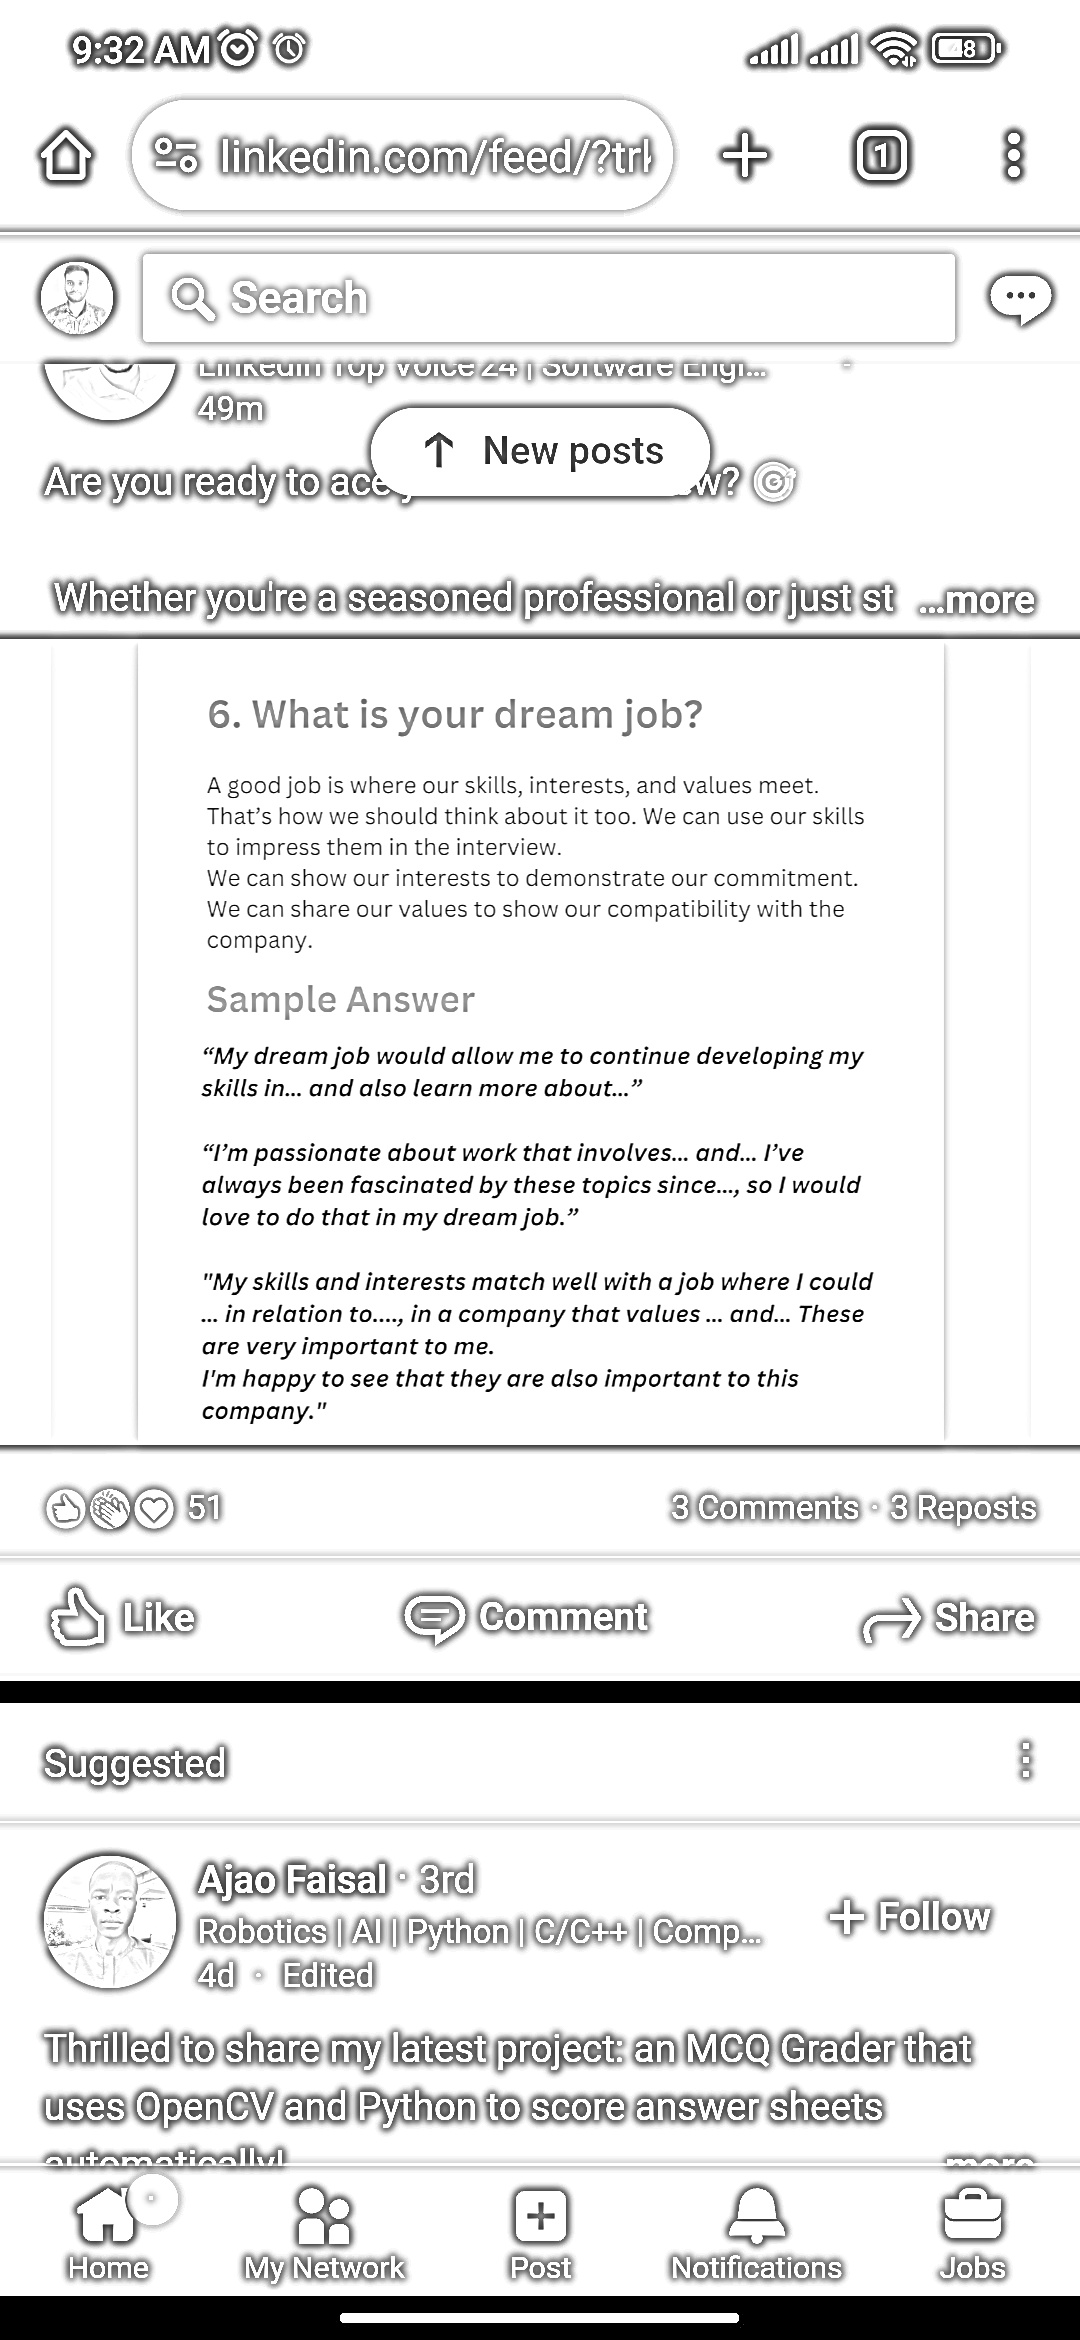 9:32 AM
48
linkedin.com/feed/?trk
1
Search
LinkedIn Top Voice 24 | Software Engi...
49m
New posts
Are you ready to ace
Whether you're a seasoned professional or just st ...more
6. What is your dream job?
A good job is where our skills, interests, and values meet.
That’s how we should think about it too. We can use our skills
to impress them in the interview.
We can show our interests to demonstrate our commitment.
We can share our values to show our compatibility with the
company.
Sample Answer
“My dream job would allow me to continue developing my
skills in... and also learn more about...”
“I’m passionate about work that involves... and... I’ve
always been fascinated by these topics since..., so I would
love to do that in my dream job.”
"My skills and interests match well with a job where I could
... in relation to...., in a company that values ... and... These
are very important to me.
I'm happy to see that they are also important to this
company."
51
3 Comments · 3 Reposts
Like
Comment
Share
Suggested
Ajao Faisal · 3rd
Robotics | AI | Python | C/C++ | Comp...
+ Follow
4d · Edited
Thrilled to share my latest project: an MCQ Grader that
uses OpenCV and Python to score answer sheets
automatically! more
Home
My Network
Post
Notifications
Jobs